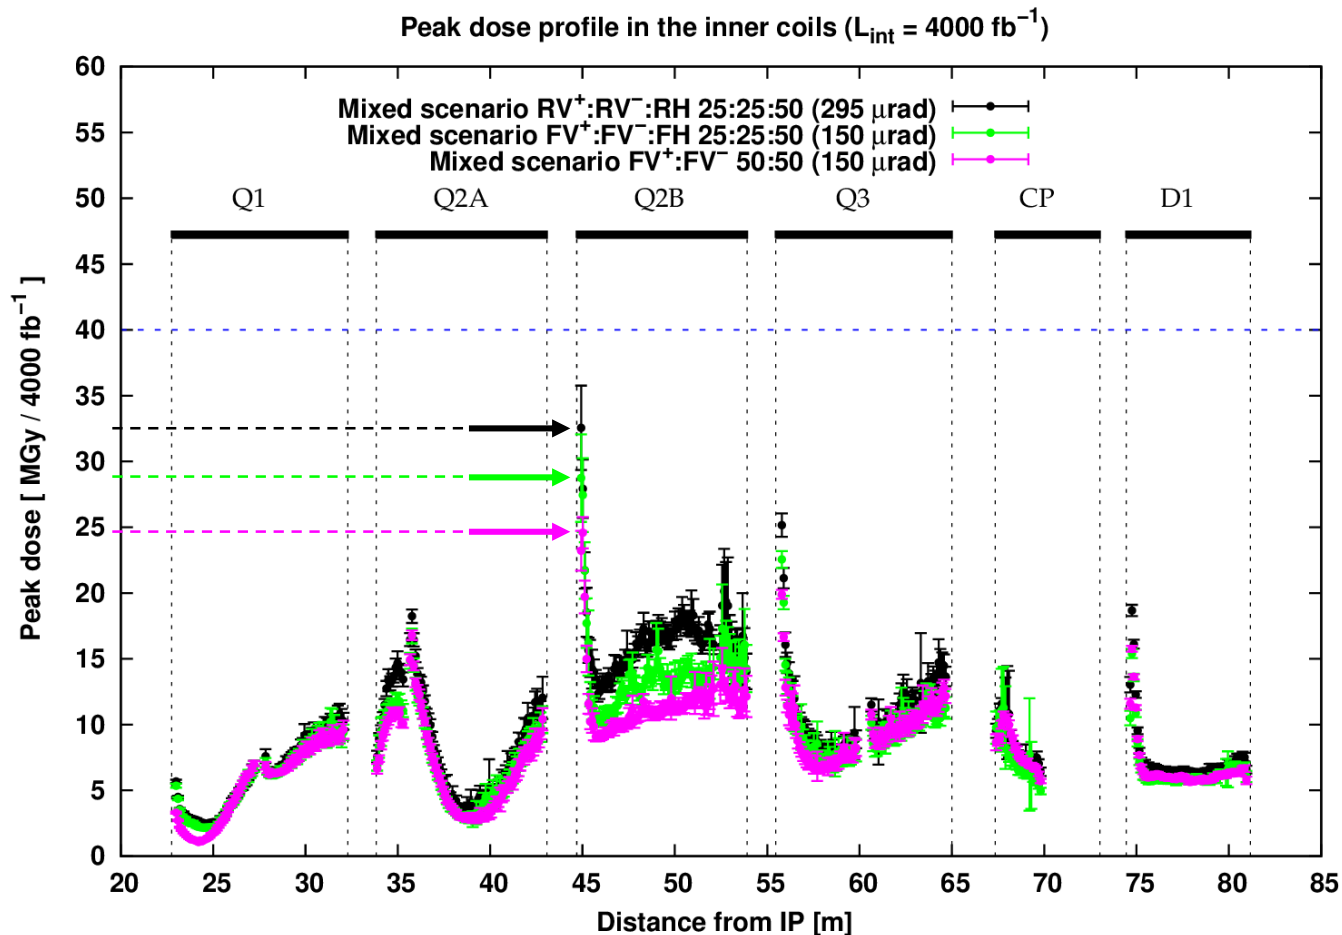 Peak dose profile in the inner coils (Lint = 4000 fb⁻¹)
60
55
50
45
40
35
30
25
20
15
10
5
0
Peak dose [ MGy / 4000 fb⁻¹ ]
Mixed scenario RV⁺:RV⁻:RH 25:25:50 (295 μrad)
Mixed scenario FV⁺:FV⁻:FH 25:25:50 (150 μrad)
Mixed scenario FV⁺:FV⁻ 50:50 (150 μrad)
Q1 Q2A Q2B Q3 CP D1
20 25 30 35 40 45 50 55 60 65 70 75 80 85
Distance from IP [m]